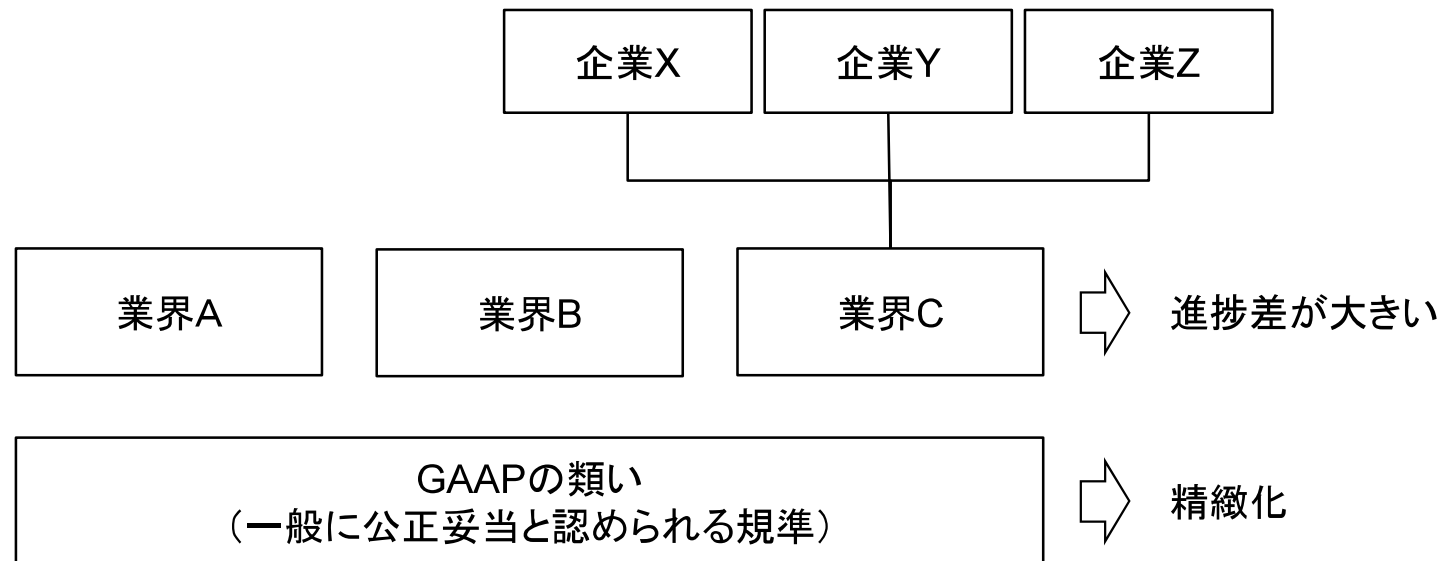 企業X
企業Y
企業Z
業界A
業界B
業界C
進捗差が大きい
GAAPの類い
（一般に公正妥当と認められる規準）
精緻化